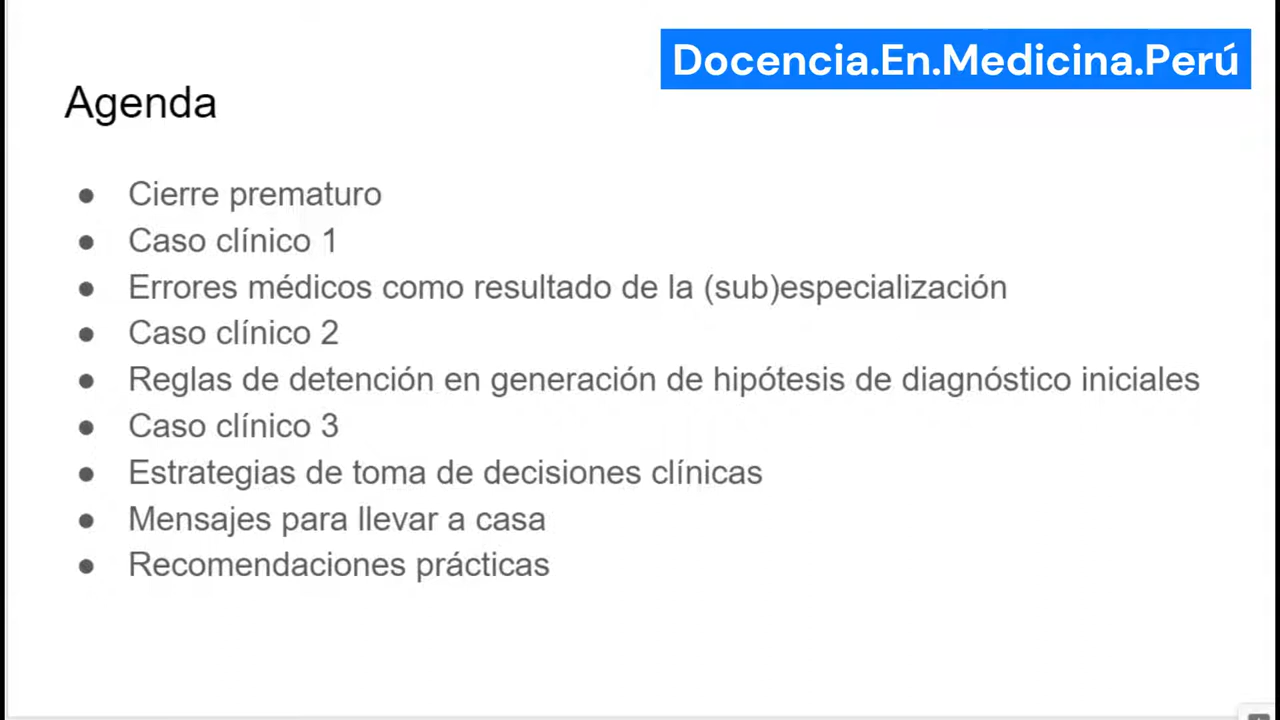 Docencia.En.Medicina.Perú
Agenda
● Cierre prematuro
● Caso clínico 1
● Errores médicos como resultado de la (sub)especialización
● Caso clínico 2
● Reglas de detención en generación de hipótesis de diagnóstico iniciales
● Caso clínico 3
● Estrategias de toma de decisiones clínicas
● Mensajes para llevar a casa
● Recomendaciones prácticas